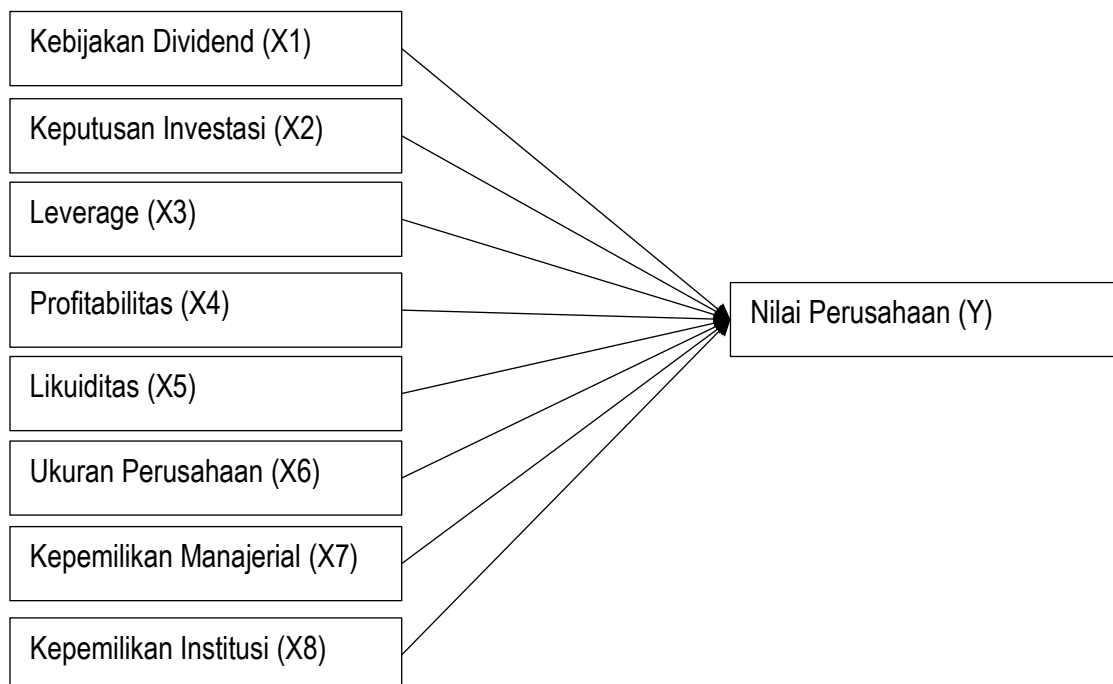 Kebijakan Dividend (X1)
Keputusan Investasi (X2)
Leverage (X3)
Profitabilitas (X4)
Nilai Perusahaan (Y)
Likuiditas (X5)
Ukuran Perusahaan (X6)
Kepemilikan Manajerial (X7)
Kepemilikan Institusi (X8)